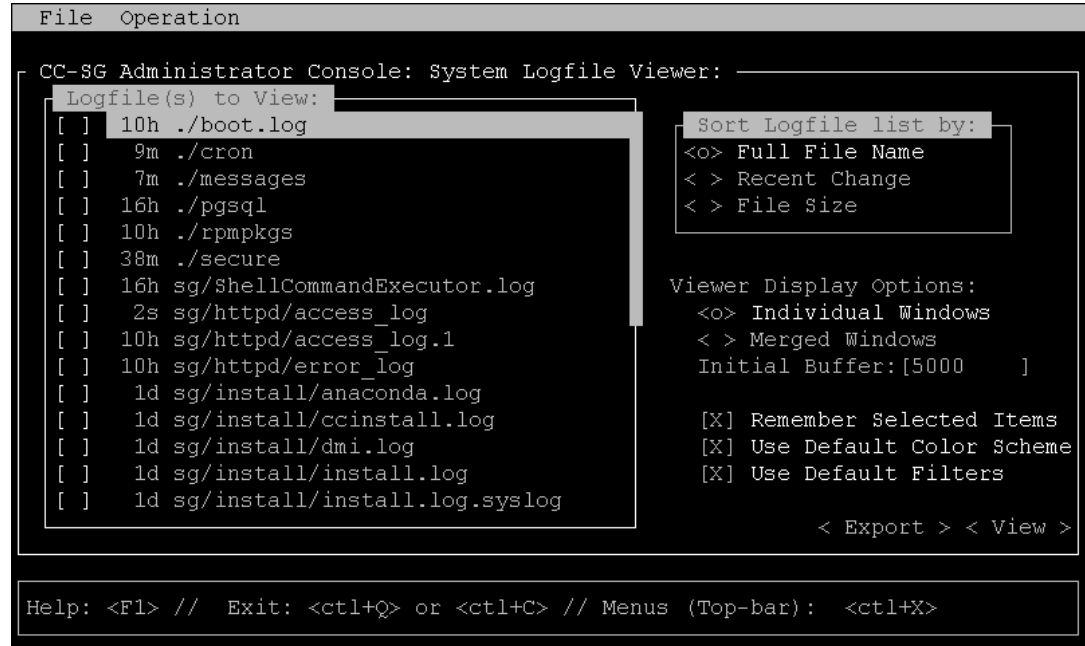 File Operation
CC-SG Administrator Console: System Logfile Viewer:
Logfile(s) to View:
[ ] 10h ./boot.log
[ ] 9m ./cron
[ ] 7m ./messages
[ ] 16h ./pgsql
[ ] 10h ./rpmpkgs
[ ] 38m ./secure
[ ] 16h sg/ShellCommandExecutor.log
[ ] 2s sg/httpd/access_log
[ ] 10h sg/httpd/access_log.1
[ ] 10h sg/httpd/error_log
[ ] 1d sg/install/anaconda.log
[ ] 1d sg/install/ccinstall.log
[ ] 1d sg/install/dmi.log
[ ] 1d sg/install/install.log
[ ] 1d sg/install/install.log.syslog
Sort Logfile list by:
<o> Full File Name
< > Recent Change
< > File Size
Viewer Display Options:
<o> Individual Windows
< > Merged Windows
Initial Buffer:[5000 ]
[X] Remember Selected Items
[X] Use Default Color Scheme
[X] Use Default Filters
< Export > < View >
Help: <F1> // Exit: <ctl+Q> or <ctl+C> // Menus (Top-bar): <ctl+X>